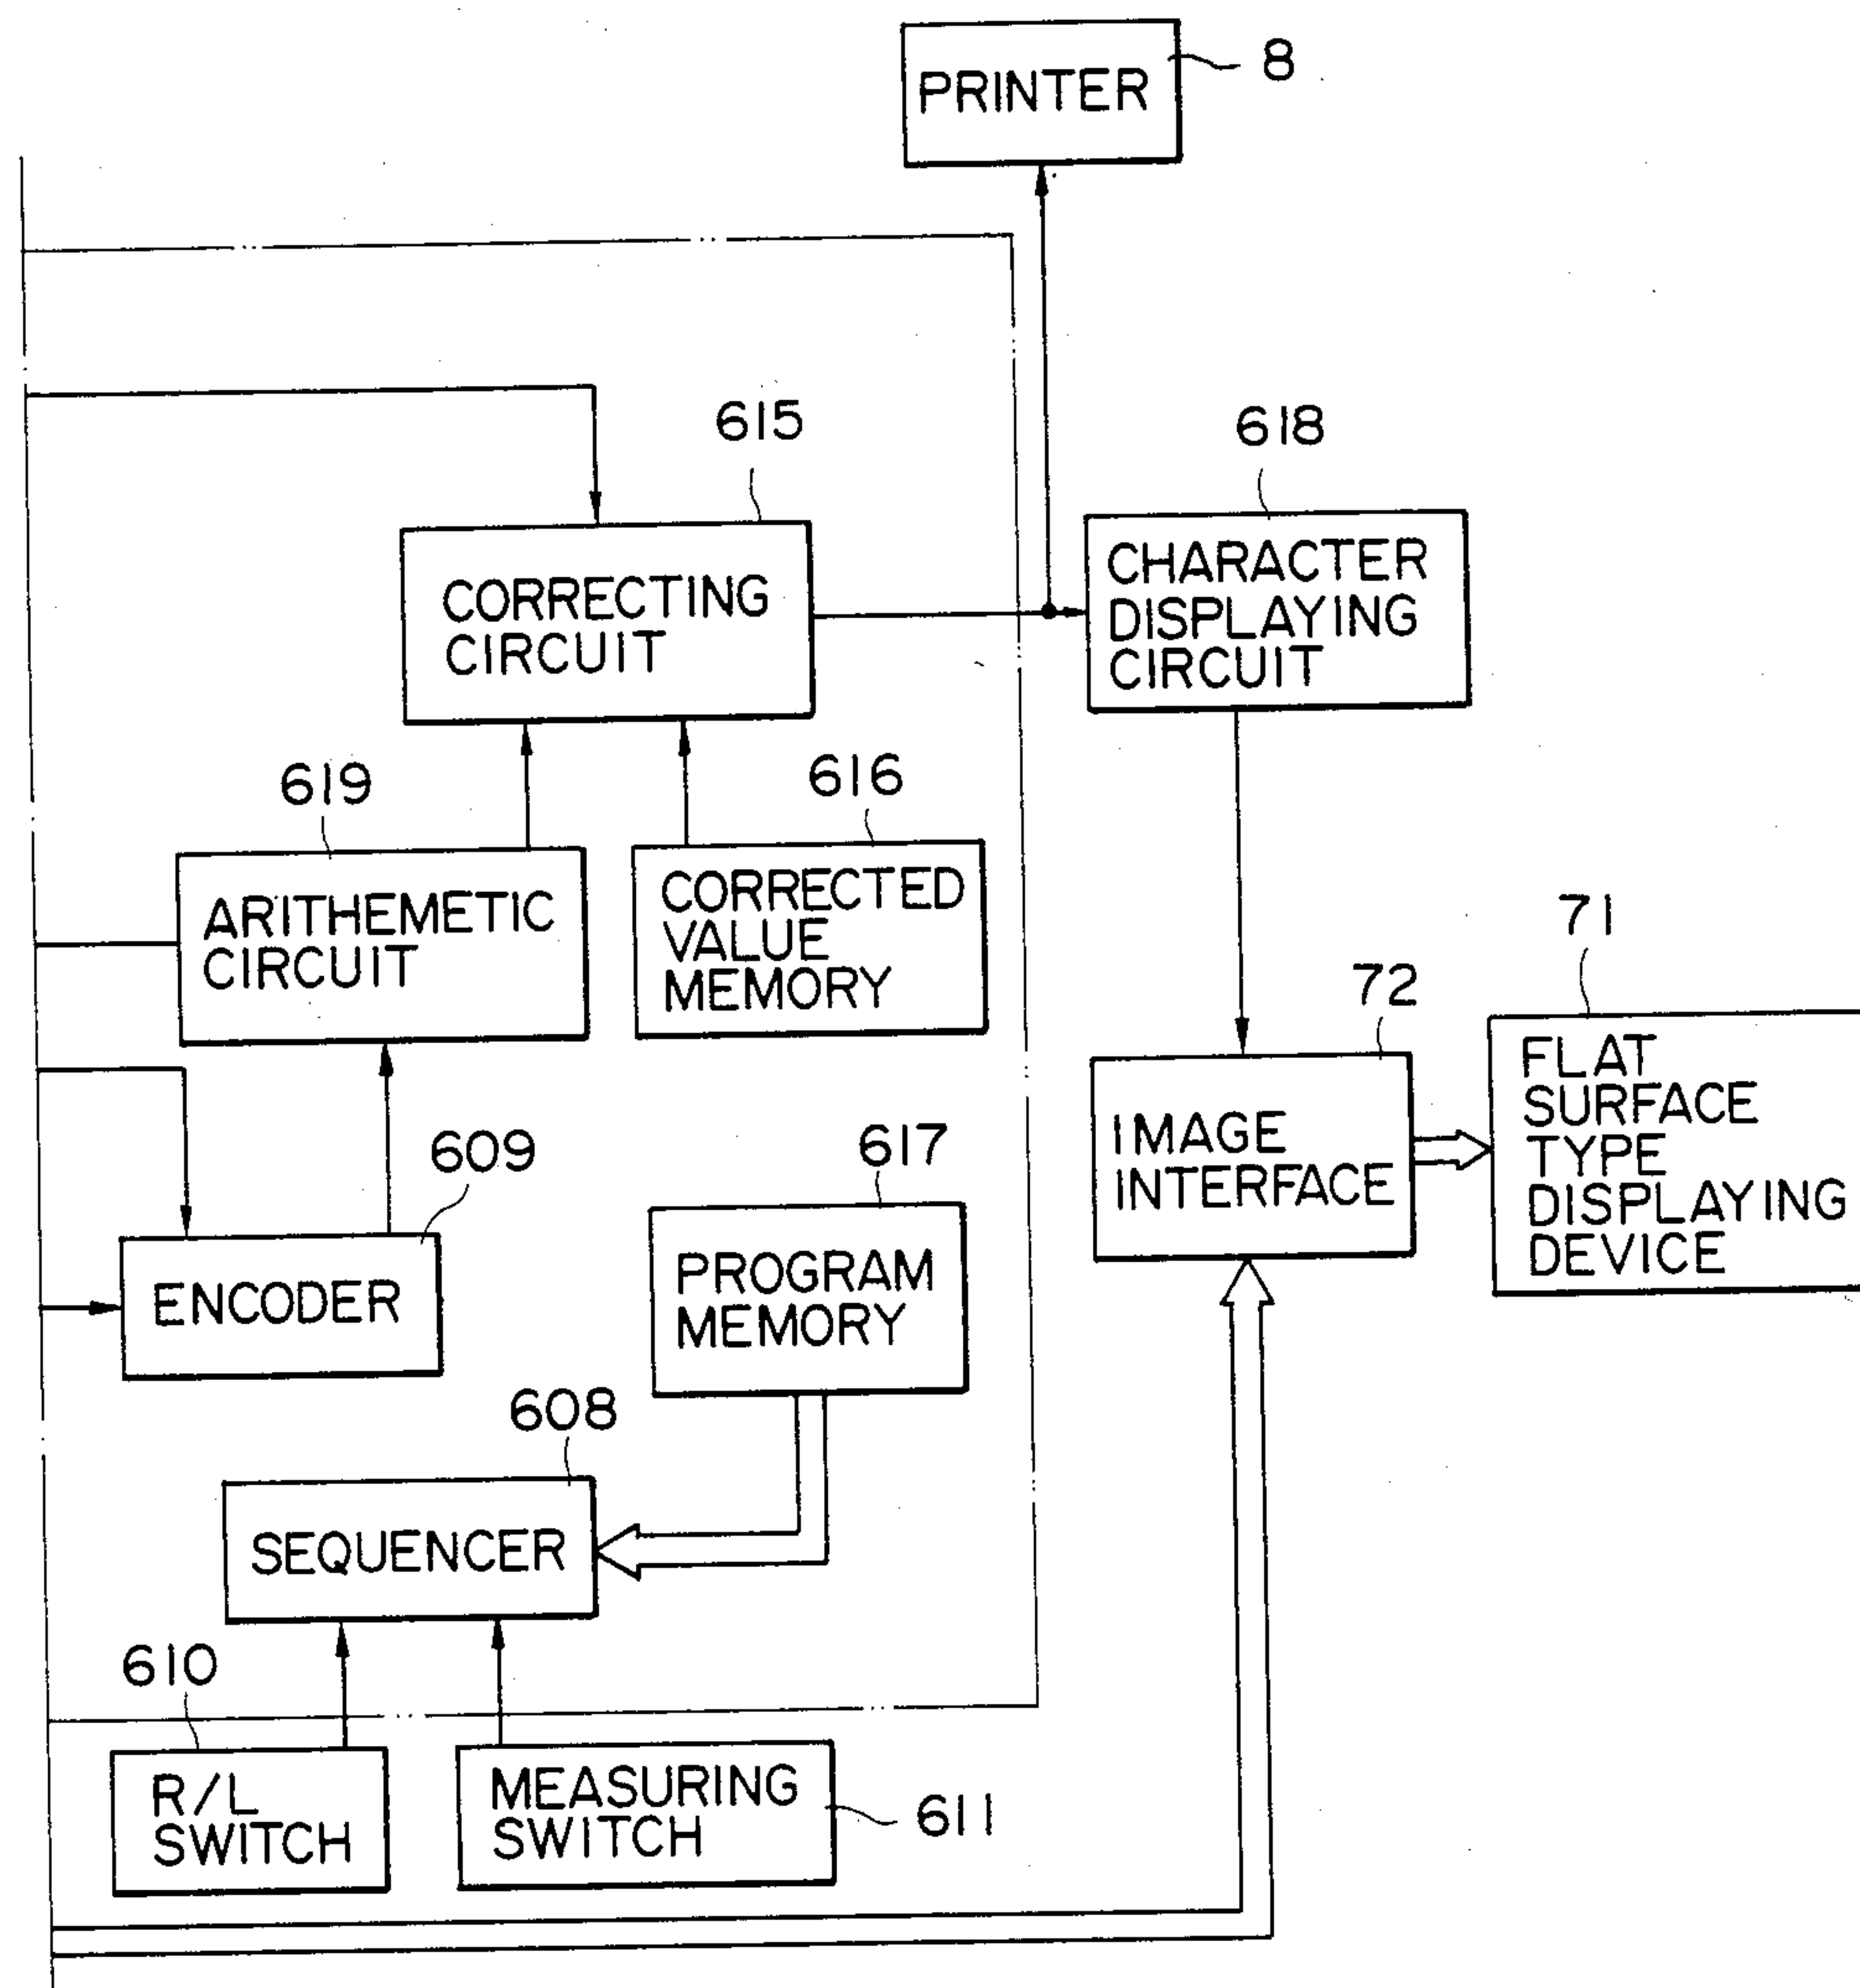 PRINTER
8
615
618
CORRECTING
CIRCUIT
CHARACTER
DISPLAYING
CIRCUIT
619
616
ARITHEMETIC
CIRCUIT
CORRECTED
VALUE
MEMORY
71
72
FLAT
SURFACE
TYPE
DISPLAYING
DEVICE
IMAGE
INTERFACE
609
617
ENCODER
PROGRAM
MEMORY
608
SEQUENCER
610
R/L
SWITCH
MEASURING
SWITCH
611